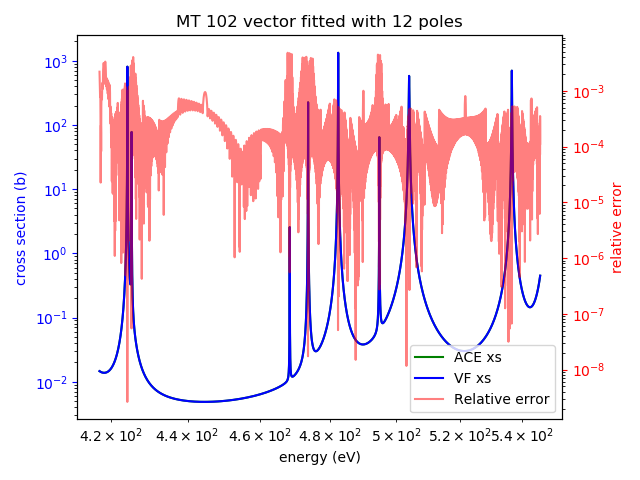 MT 102 vector fitted with 12 poles
cross section (b)
10³
10²
10¹
10⁰
10⁻¹
10⁻²
relative error
10⁻³
10⁻⁴
10⁻⁵
10⁻⁶
10⁻⁷
10⁻⁸
ACE xs
VF xs
Relative error
4.2 × 10² 4.4 × 10² 4.6 × 10² 4.8 × 10² 5 × 10² 5.2 × 10² 5.4 × 10²
energy (eV)